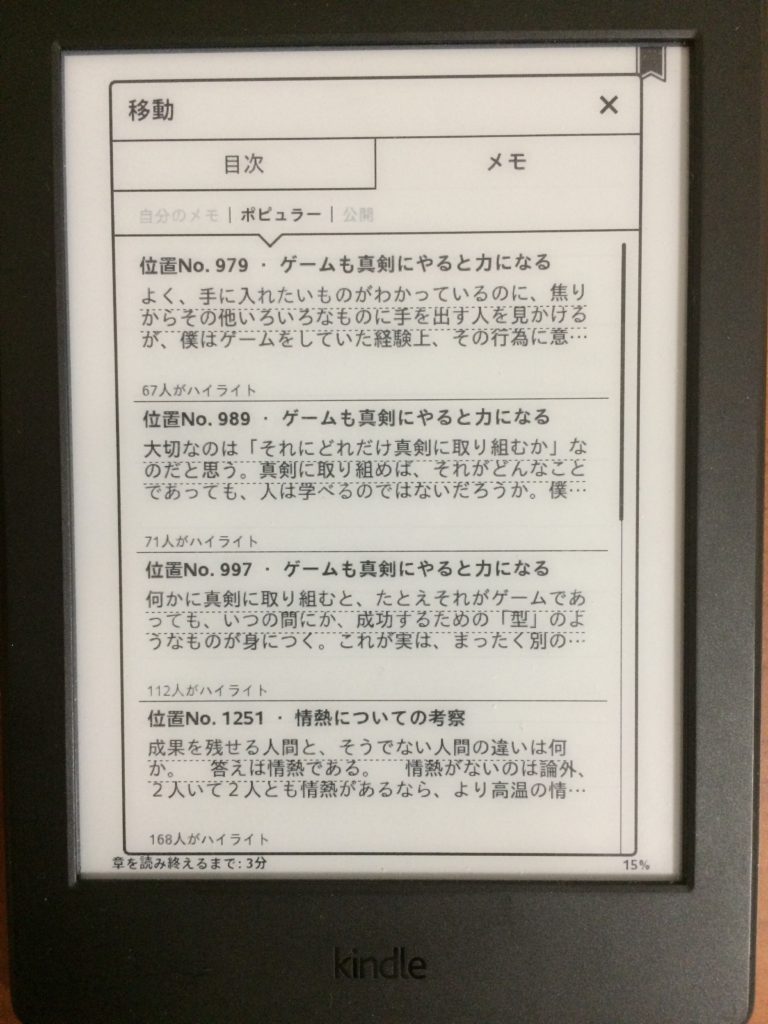 移動 ×
目次 メモ
自分のメモ | ポピュラー | 公開
位置No. 979 · ゲームも真剣にやると力になる
よく、手に入れたいものがわかっているのに、焦り
からその他いろいろなものに手を出す人を見かける
が、僕はゲームをしていた経験上、その行為に意…
67人がハイライト
位置No. 989 · ゲームも真剣にやると力になる
大切なのは「それにどれだけ真剣に取り組むか」な
のだと思う。真剣に取り組めば、それがどんなこと
であっても、人は学べるのではないだろうか。僕…
71人がハイライト
位置No. 997 · ゲームも真剣にやると力になる
何かに真剣に取り組むと、たとえそれがゲームであ
っても、いつの間にか、成功するための「型」のよ
うなものが身につく。これが実は、まったく別の…
112人がハイライト
位置No. 1251 · 情熱についての考察
成果を残せる人間と、そうでない人間の違いは何
か。　答えは情熱である。　情熱がないのは論外、
２人いて２人とも情熱があるなら、より高温の情…
168人がハイライト
章を読み終えるまで: 3分 15%
kindle